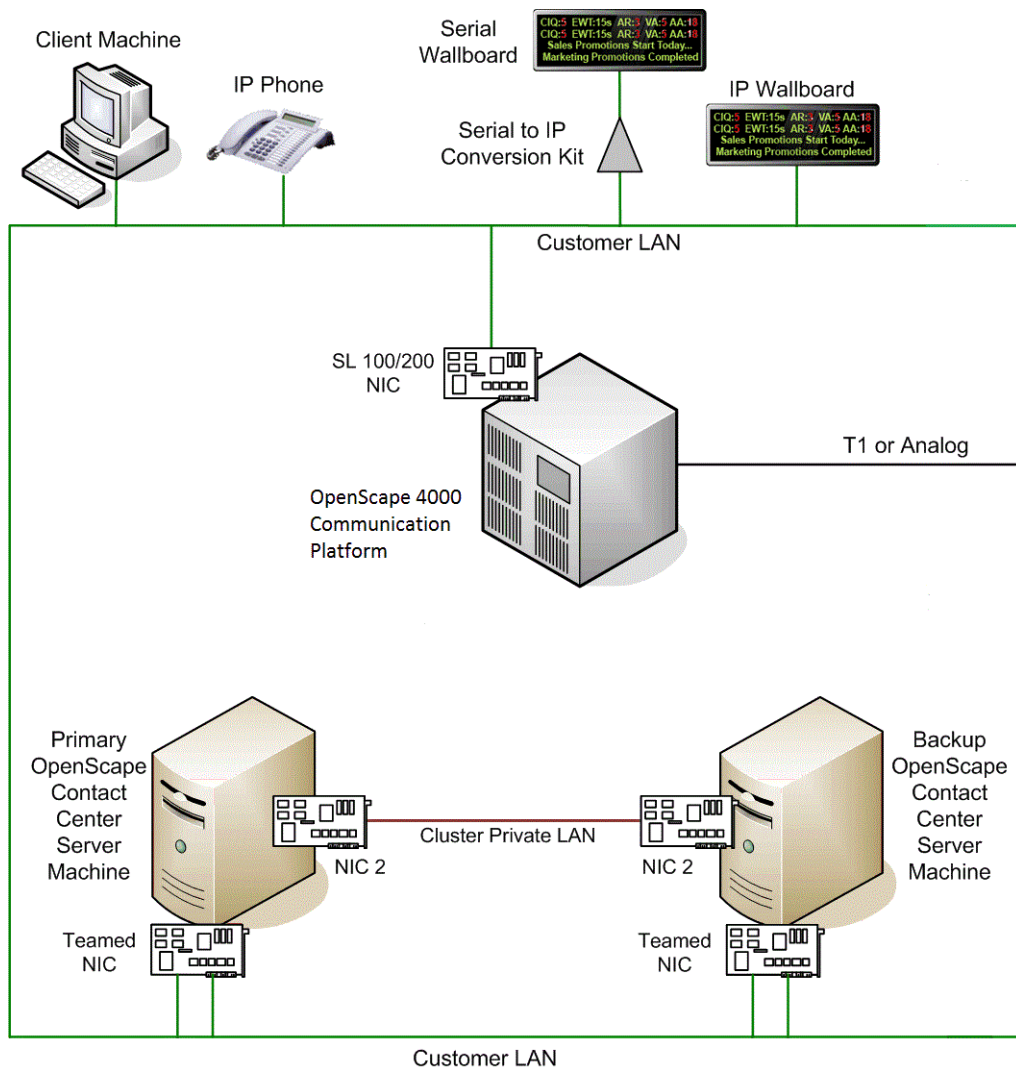 Client Machine
IP Phone
Serial
Wallboard
CIQ:5 EWT:15s AR:3 VA:5 AA:18
CIQ:5 EWT:15s AR:3 VA:5 AA:18
Sales Promotions Start Today...
Marketing Promotions Completed
IP Wallboard
CIQ:5 EWT:15s AR:3 VA:5 AA:18
CIQ:5 EWT:15s AR:3 VA:5 AA:18
Sales Promotions Start Today...
Marketing Promotions Completed
Serial to IP
Conversion Kit
Customer LAN
SL 100/200
NIC
T1 or Analog
OpenScape 4000
Communication
Platform
Primary
OpenScape
Contact
Center
Server
Machine
NIC 2
Cluster Private LAN
NIC 2
Backup
OpenScape
Contact
Center
Server
Machine
Teamed
NIC
Teamed
NIC
Customer LAN